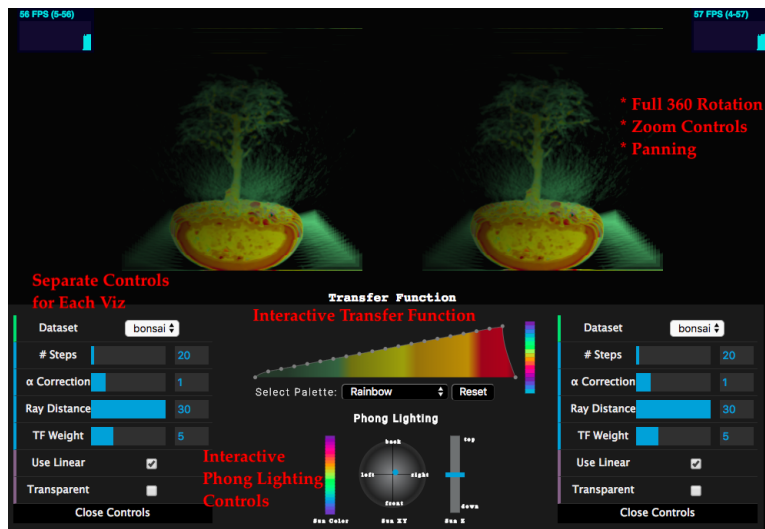 56 FPS (5-56)
57 FPS (4-57)
* Full 360 Rotation
* Zoom Controls
* Panning
Separate Controls
for Each Viz
Transfer Function
Interactive Transfer Function
Dataset
bonsai
# Steps
20
α Correction
1
Ray Distance
30
TF Weight
5
Use Linear
Transparent
Close Controls
Select Palette:
Rainbow
Reset
Phong Lighting
Interactive
Phong Lighting
Controls
back
left
right
front
top
down
Sun Color
Sun XY
Sun Z
Dataset
bonsai
# Steps
20
α Correction
1
Ray Distance
30
TF Weight
5
Use Linear
Transparent
Close Controls